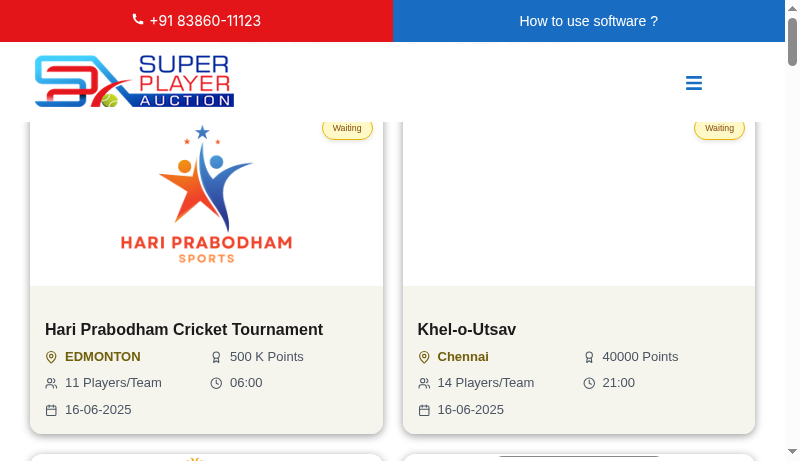 +91 83860-11123
How to use software ?
SUPER
PLAYER
AUCTION
Waiting
Waiting
HARI PRABODHAM
SPORTS
Hari Prabodham Cricket Tournament
EDMONTON
500 K Points
11 Players/Team
06:00
16-06-2025
Khel-o-Utsav
Chennai
40000 Points
14 Players/Team
21:00
16-06-2025